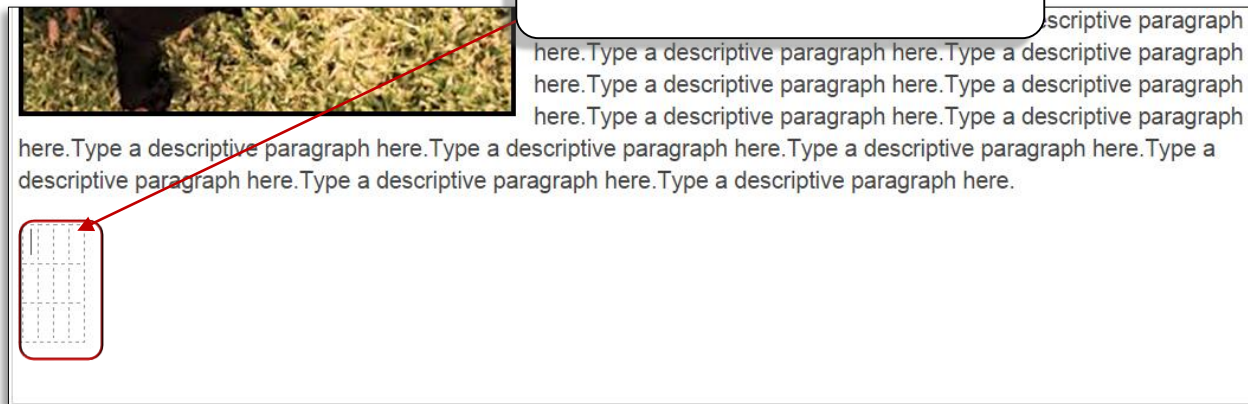 escriptive paragraph
here.Type a descriptive paragraph here.Type a descriptive paragraph
here.Type a descriptive paragraph here.Type a descriptive paragraph
here.Type a descriptive paragraph here.Type a descriptive paragraph
here.Type a descriptive paragraph here.Type a descriptive paragraph here.Type a descriptive paragraph here.Type a
descriptive paragraph here.Type a descriptive paragraph here.Type a descriptive paragraph here.